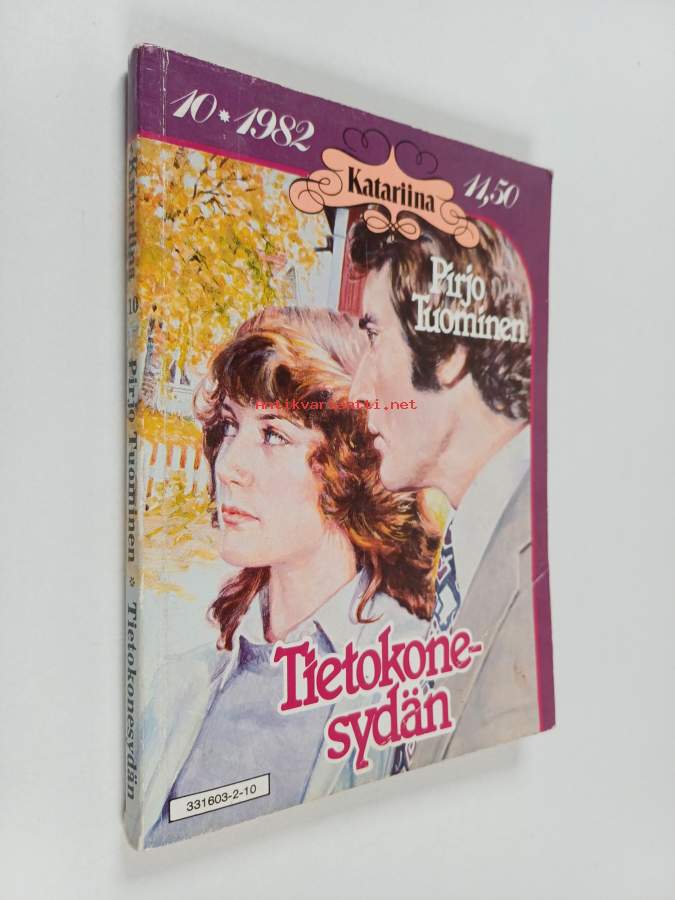 10 * 1982
Katariina
11,50
Pirjo
Tuominen
Antikvariaatti.net
Tietokone-
sydän
331603-2-10
Katariina 10 Pirjo Tuominen * Tietokonesydän